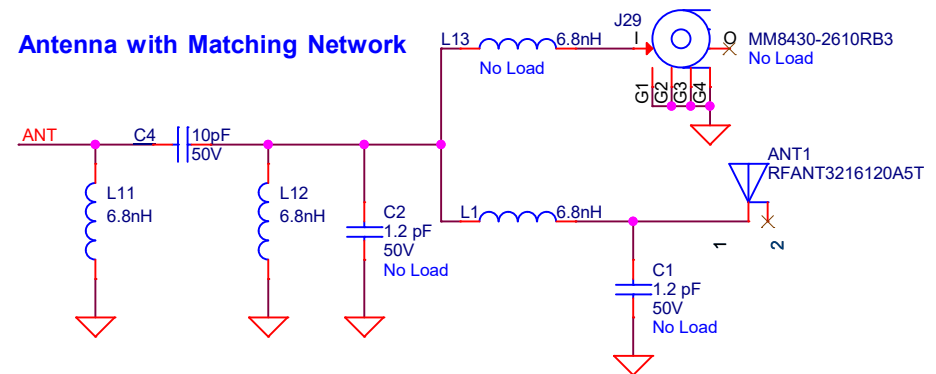 Antenna with Matching Network
J29
L13
6.8nH
No Load
I
O
MM8430-2610RB3
No Load
G1
G2
G3
G4
ANT
C4
10pF
50V
L11
6.8nH
L12
6.8nH
C2
1.2 pF
50V
No Load
L1
6.8nH
ANT1
RFANT3216120A5T
1
2
C1
1.2 pF
50V
No Load